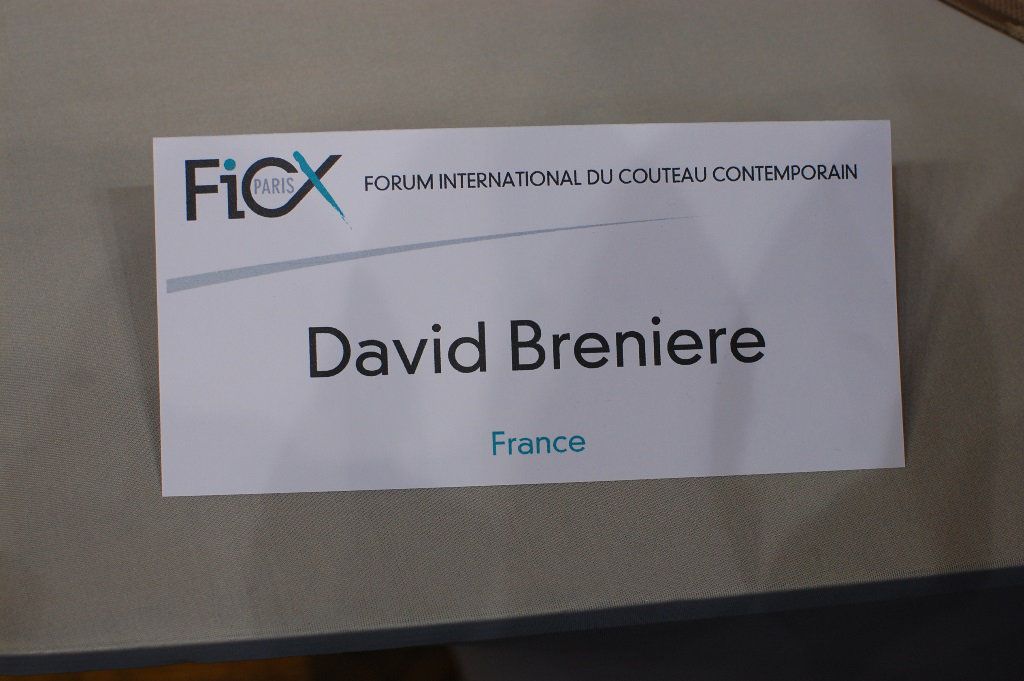 FiCX PARIS FORUM INTERNATIONAL DU COUTEAU CONTEMPORAIN
David Breniere
France